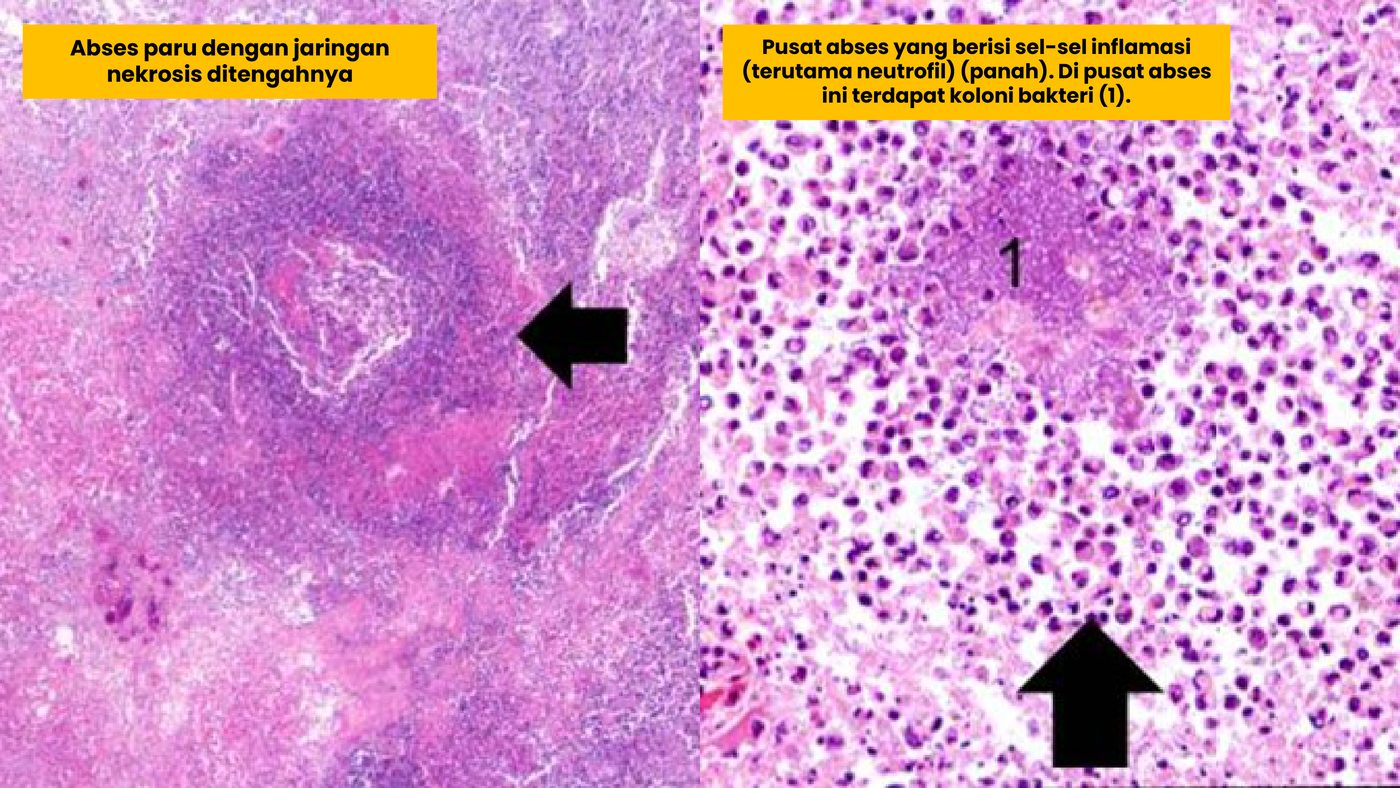 Abses paru dengan jaringan
nekrosis ditengahnya
Pusat abses yang berisi sel-sel inflamasi
(terutama neutrofil) (panah). Di pusat abses
ini terdapat koloni bakteri (1).
1